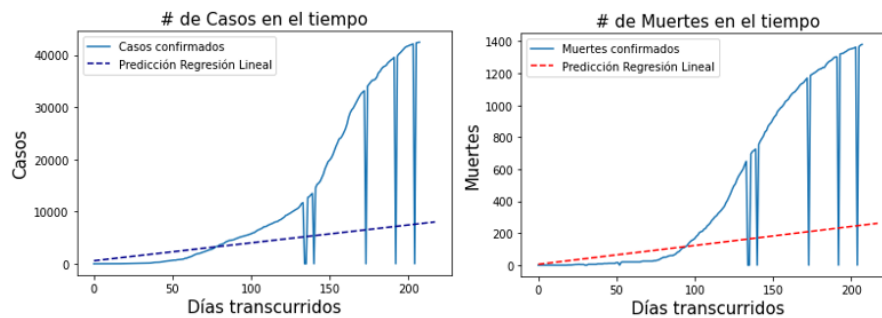 # de Casos en el tiempo
Casos confirmados
Predicción Regresión Lineal
40000
30000
20000
10000
0
Casos
0 50 100 150 200
Días transcurridos
# de Muertes en el tiempo
Muertes confirmados
Predicción Regresión Lineal
1400
1200
1000
800
600
400
200
0
Muertes
0 50 100 150 200
Días transcurridos